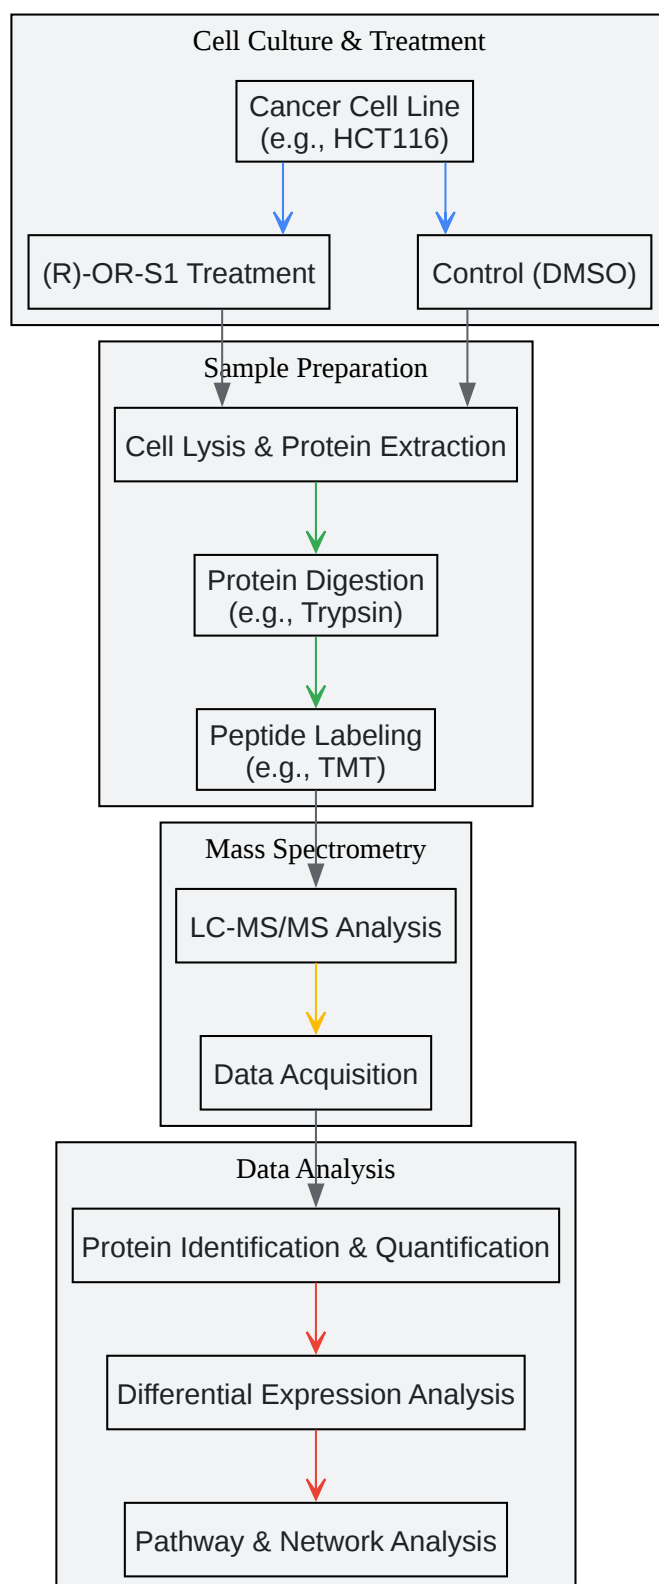 Cell Culture & Treatment
Cancer Cell Line
(e.g., HCT116)
(R)-OR-S1 Treatment
Control (DMSO)
Sample Preparation
Cell Lysis & Protein Extraction
Protein Digestion
(e.g., Trypsin)
Peptide Labeling
(e.g., TMT)
Mass Spectrometry
LC-MS/MS Analysis
Data Acquisition
Data Analysis
Protein Identification & Quantification
Differential Expression Analysis
Pathway & Network Analysis